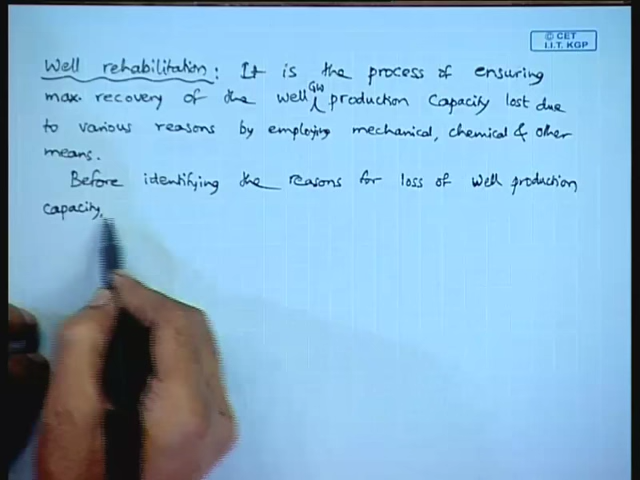 © CET
I.I.T. KGP
Well rehabilitation: It is the process of ensuring
max. recovery of the well GW production capacity lost due
to various reasons by employing mechanical, chemical & other
means.
Before identifying the reasons for loss of well production
capacity,